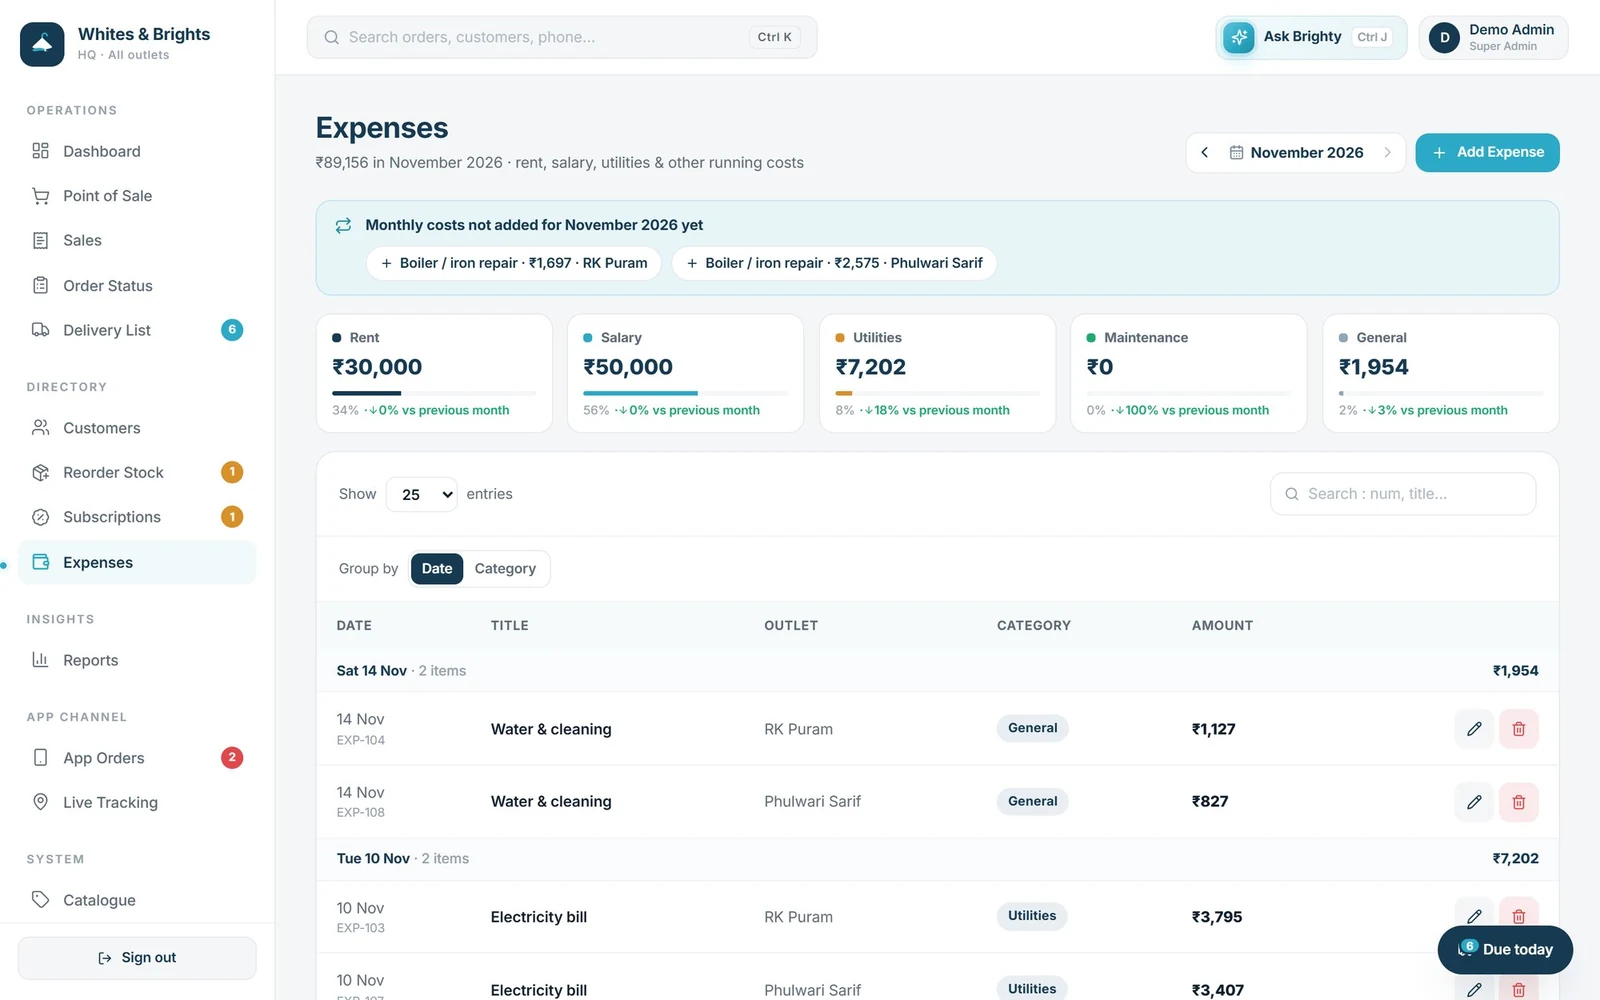 Whites & Brights
HQ · All outlets
Search orders, customers, phone...
Ctrl K
Ask Brighty
Ctrl J
D
Demo Admin
Super Admin
OPERATIONS
Dashboard
Point of Sale
Sales
Order Status
Delivery List
6
DIRECTORY
Customers
Reorder Stock
1
Subscriptions
1
Expenses
INSIGHTS
Reports
APP CHANNEL
App Orders
2
Live Tracking
SYSTEM
Catalogue
Sign out
Expenses
₹89,156 in November 2026 · rent, salary, utilities & other running costs
November 2026
Add Expense
Monthly costs not added for November 2026 yet
+ Boiler / iron repair · ₹1,697 · RK Puram
+ Boiler / iron repair · ₹2,575 · Phulwari Sarif
Rent
₹30,000
34% · ↓0% vs previous month
Salary
₹50,000
56% · ↓0% vs previous month
Utilities
₹7,202
8% · ↓18% vs previous month
Maintenance
₹0
0% · ↓100% vs previous month
General
₹1,954
2% · ↓3% vs previous month
Show 25 entries
Search : num, title...
Group by Date Category
DATE TITLE OUTLET CATEGORY AMOUNT
Sat 14 Nov · 2 items ₹1,954
14 Nov
EXP-104
Water & cleaning RK Puram General ₹1,127
14 Nov
EXP-108
Water & cleaning Phulwari Sarif General ₹827
Tue 10 Nov · 2 items ₹7,202
10 Nov
EXP-103
Electricity bill RK Puram Utilities ₹3,795
10 Nov
EXP-107
Electricity bill Phulwari Sarif Utilities ₹3,407
6 Due today